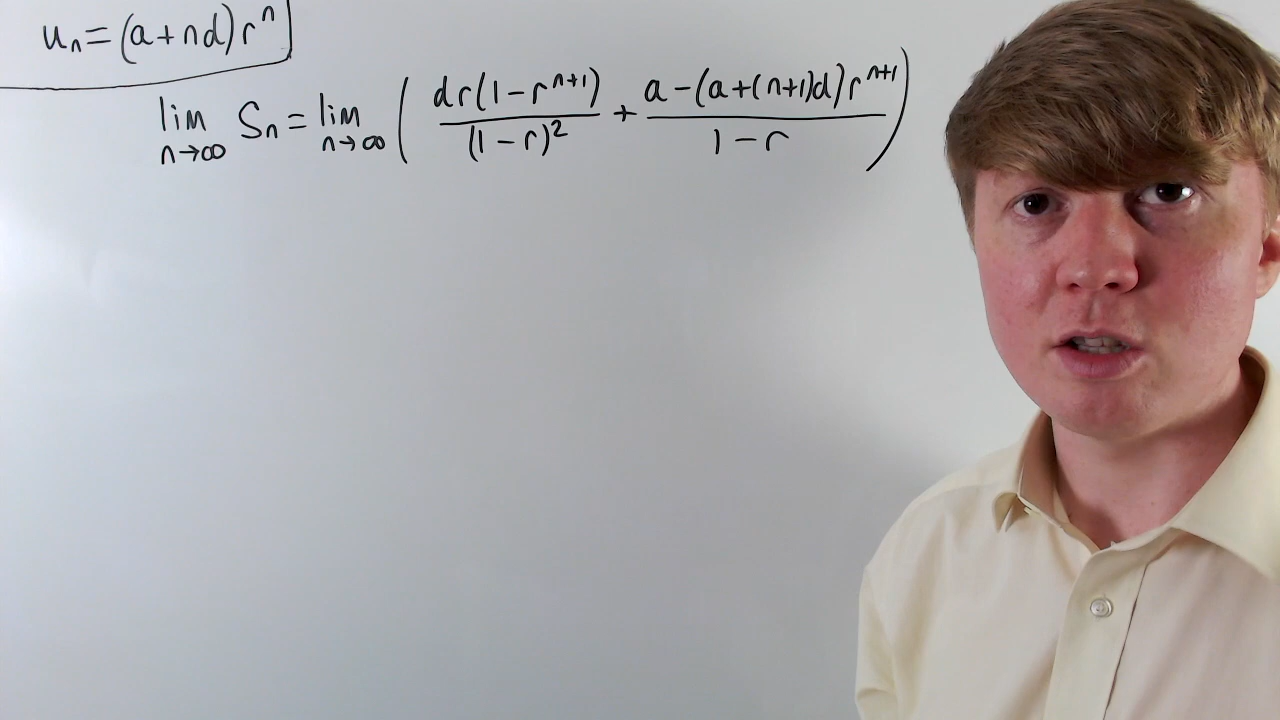 uₙ=(a+nd)rⁿ
lim n→∞ Sₙ = lim n→∞ ( dr(1-rⁿ⁺¹)/(1-r)² + a-(a+(n+1)d)rⁿ⁺¹/1-r )